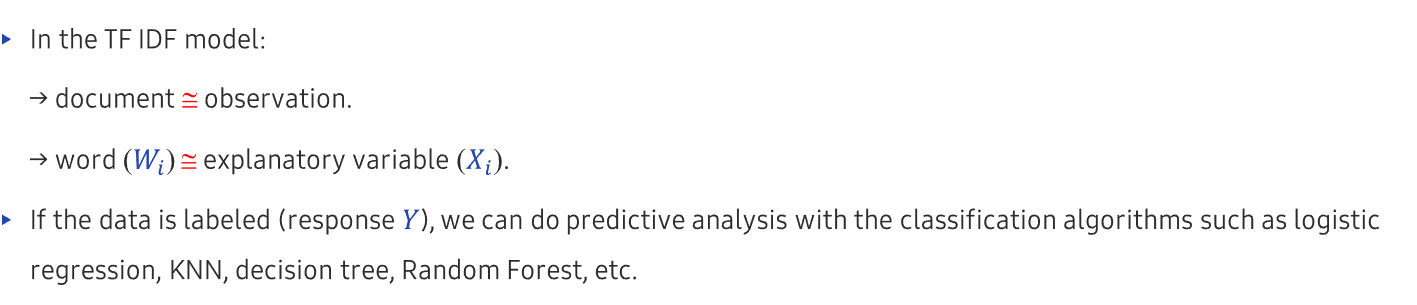 ▸ In the TF IDF model:
→ document ≅ observation.
→ word (Wᵢ) ≅ explanatory variable (Xᵢ).
▸ If the data is labeled (response Y), we can do predictive analysis with the classification algorithms such as logistic
regression, KNN, decision tree, Random Forest, etc.